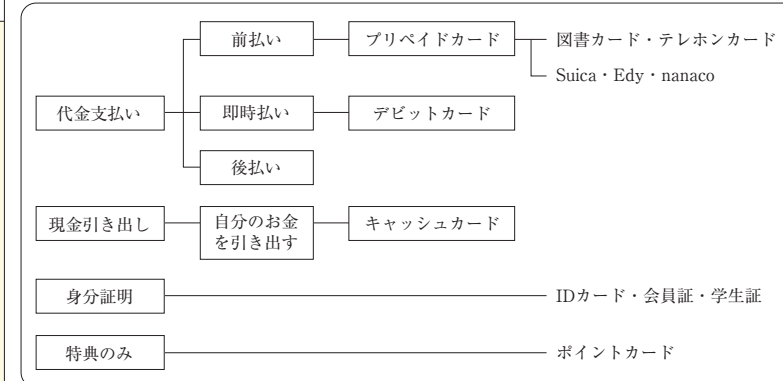 前払い
プリペイドカード
図書カード・テレホンカード
Suica・Edy・nanaco
代金支払い
即時払い
デビットカード
後払い
現金引き出し
自分のお金
を引き出す
キャッシュカード
身分証明
IDカード・会員証・学生証
特典のみ
ポイントカード